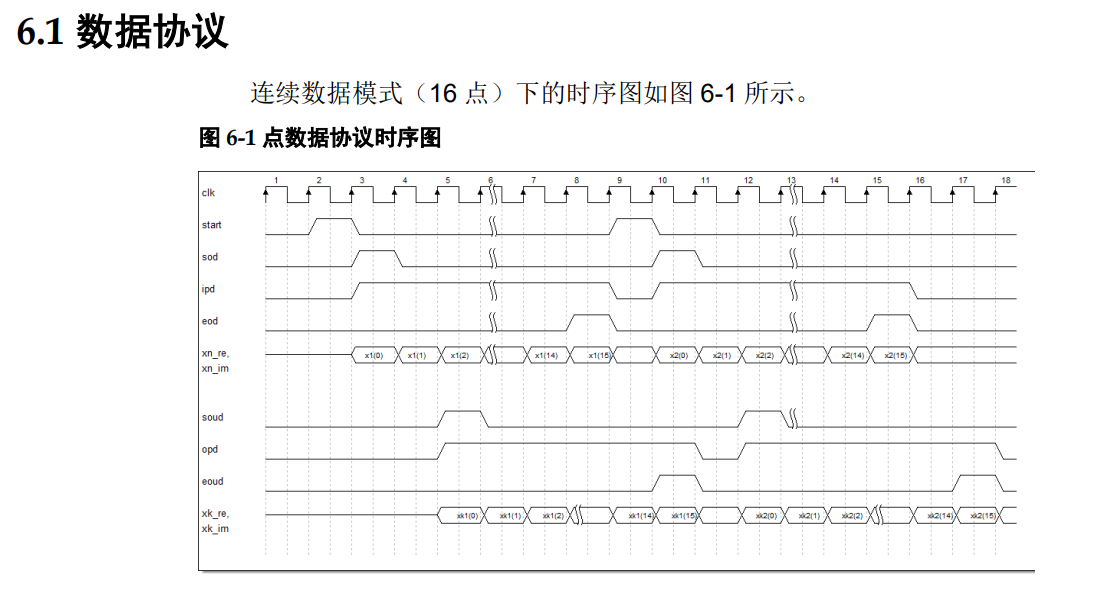 6.1 数据协议
连续数据模式（16 点）下的时序图如图 6-1 所示。
图 6-1 点数据协议时序图
1 2 3 4 5 6 7 8 9 10 11 12 13 14 15 16 17 18
clk
start
sod
ipd
eod
xn_re, x1(0) x1(1) x1(2) x1(14) x1(15) x2(0) x2(1) x2(2) x2(14) x2(15)
xn_im
soud
opd
eoud
xk_re, xk1(0) xk1(1) xk1(2) xk1(14) xk1(15) xk2(0) xk2(1) xk2(2) xk2(14) xk2(15)
xk_im